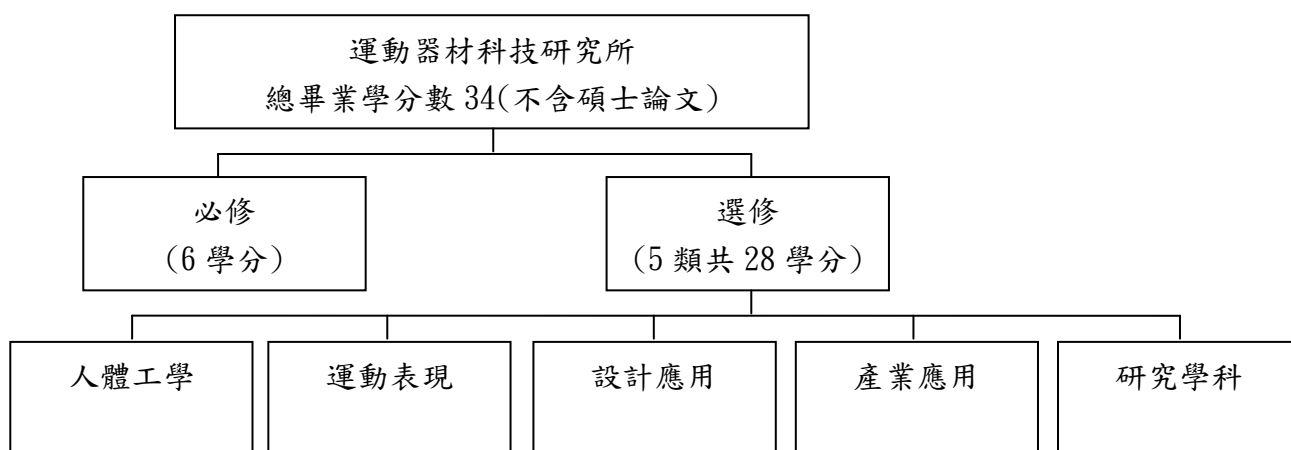 運動器材科技研究所
總畢業學分數 34(不含碩士論文)
必修
(6 學分)
選修
(5 類共 28 學分)
人體工學
運動表現
設計應用
產業應用
研究學科